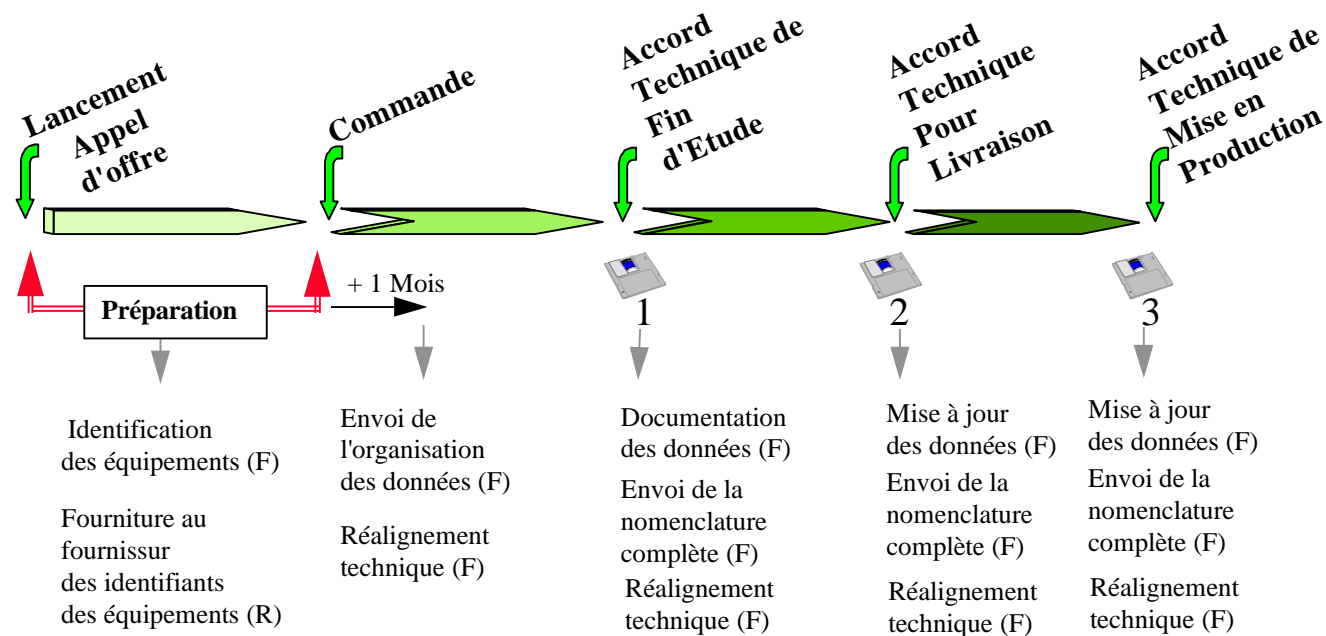 Lancement
Appel
d'offre
Commande
Accord
Technique de
Fin
d'Etude
Accord
Technique
Pour
Livraison
Accord
Technique de
Mise en
Production
Préparation
+ 1 Mois
1
2
3
Identification
des équipements (F)
Fourniture au
fournissur
des identifiants
des équipements (R)
Envoi de
l'organisation
des données (F)
Réalignement
technique (F)
Documentation
des données (F)
Envoi de la
nomenclature
complète (F)
Réalignement
technique (F)
Mise à jour
des données (F)
Envoi de la
nomenclature
complète (F)
Réalignement
technique (F)
Mise à jour
des données (F)
Envoi de la
nomenclature
complète (F)
Réalignement
technique (F)